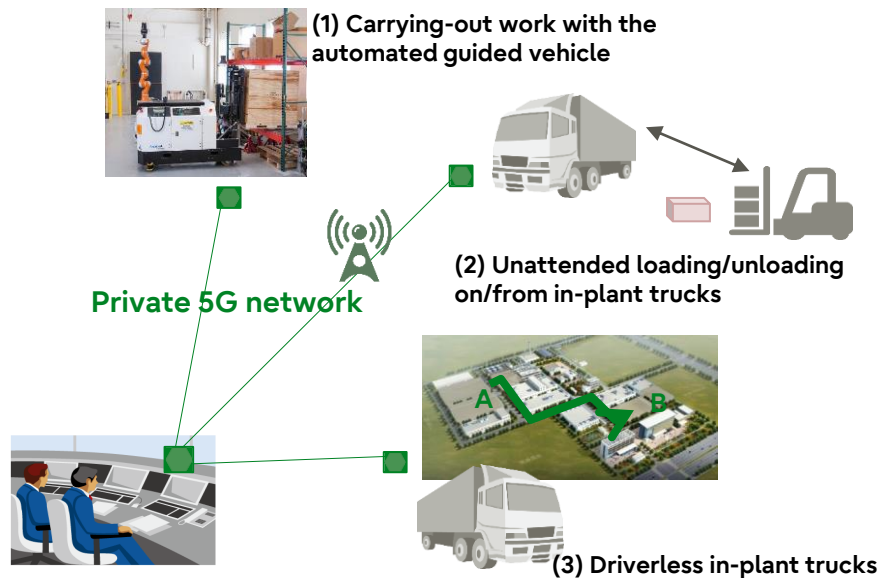 (1) Carrying-out work with the
automated guided vehicle
(2) Unattended loading/unloading
on/from in-plant trucks
Private 5G network
A
B
(3) Driverless in-plant trucks